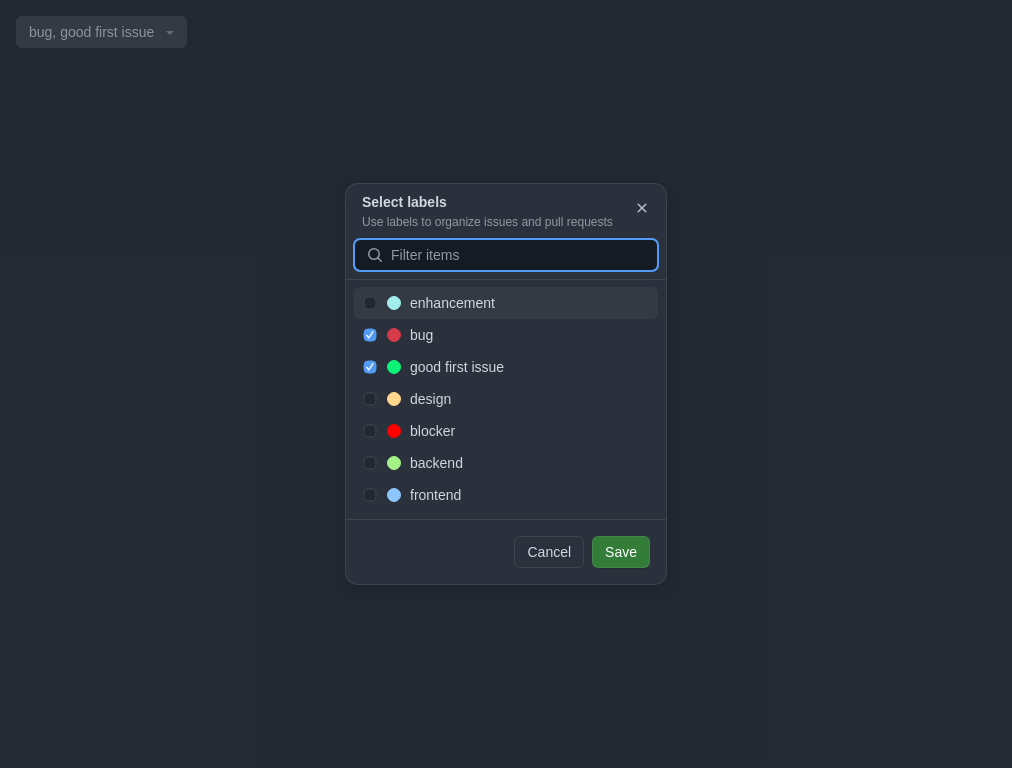 bug, good first issue
Select labels
Use labels to organize issues and pull requests
Filter items
enhancement
bug
good first issue
design
blocker
backend
frontend
Cancel Save